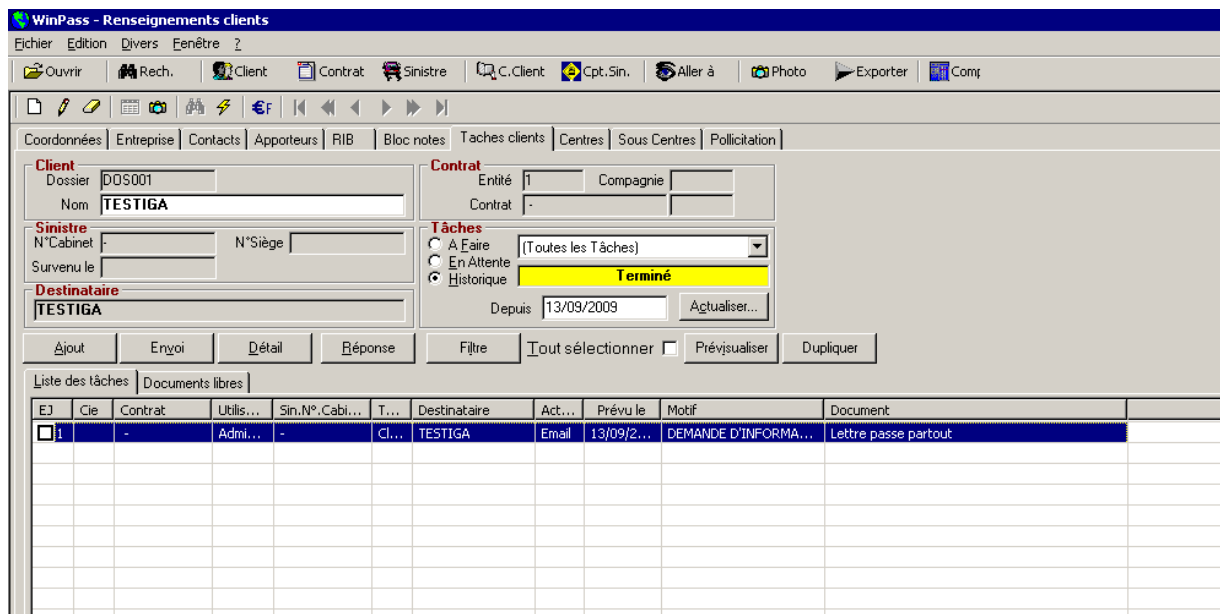 WinPass - Renseignements clients
Fichier Edition Divers Fenêtre ?
Ouvrir Rech. Client Contrat Sinistre C.Client Cpt.Sin. Aller à Photo Exporter Comp
€F
Coordonnées Entreprise Contacts Apporteurs RIB Bloc notes Taches clients Centres Sous Centres Pollicitation
Client
Dossier DOS001
Nom TESTIGA
Contrat
Entité 1 Compagnie
Contrat -
Sinistre
N°Cabinet - N°Siège
Survenu le
Tâches
A Faire (Toutes les Tâches)
En Attente
Historique Terminé
Depuis 13/09/2009 Actualiser...
Destinataire
TESTIGA
Ajout Envoi Détail Réponse Filtre Tout sélectionner Prévisualiser Dupliquer
Liste des tâches Documents libres
EJ Cie Contrat Utilis... Sin.N°.Cabi... T... Destinataire Act... Prévu le Motif Document
1 - Admi... - Cl... TESTIGA Email 13/09/2... DEMANDE D'INFORMA... Lettre passe partout